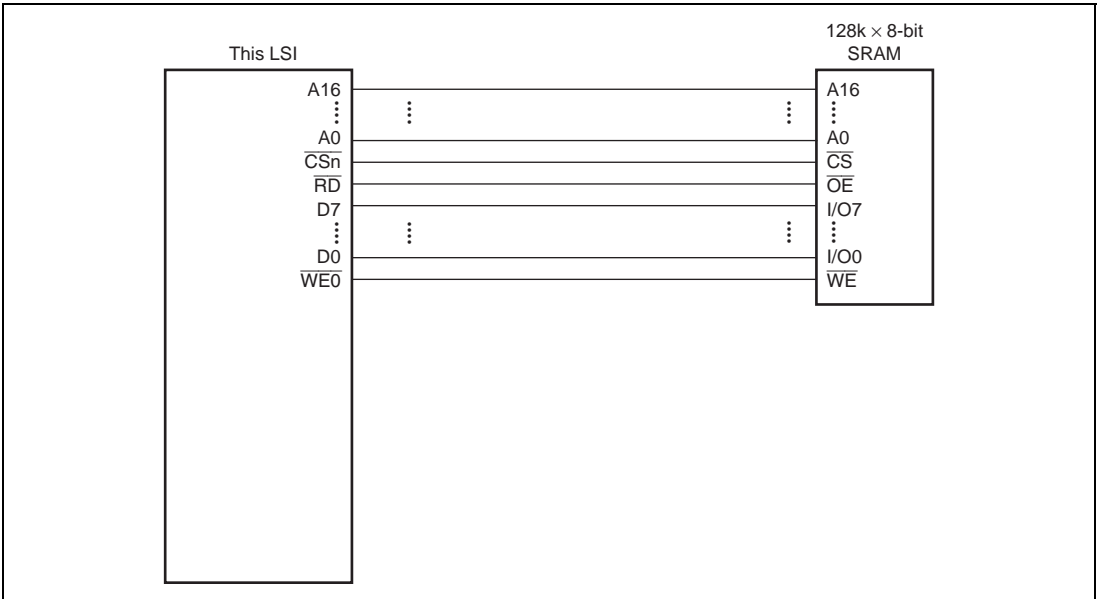 This LSI
128k × 8-bit
SRAM
A16
A0
CSn
RD
D7
D0
WE0
A16
A0
CS
OE
I/O7
I/O0
WE